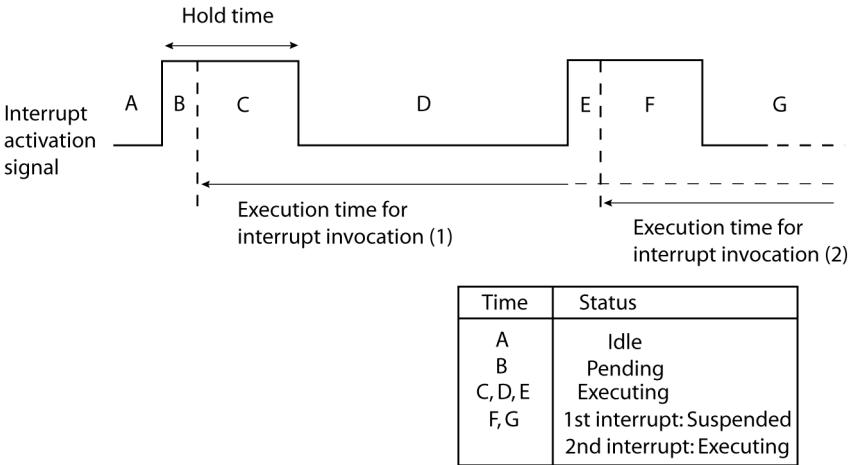 Hold time
A
B
C
D
E
F
G
Interrupt
activation
signal
Execution time for
interrupt invocation (1)
Execution time for
interrupt invocation (2)
Time Status
A Idle
B Pending
C, D, E Executing
F, G 1st interrupt: Suspended
2nd interrupt: Executing